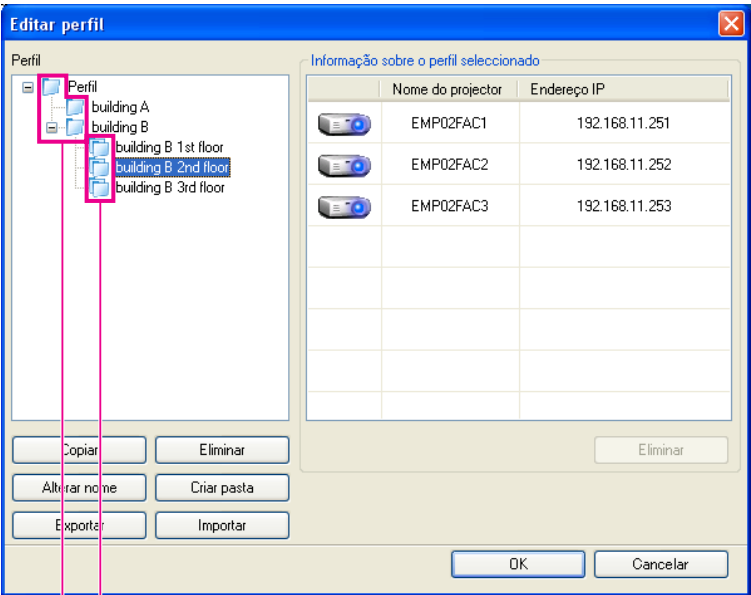 Editar perfil
Perfil
Perfil
building A
building B
building B 1st floor
building B 2nd floor
building B 3rd floor
Copiar
Eliminar
Alterar nome
Criar pasta
Exportar
Importar
Informação sobre o perfil seleccionado
Nome do projector Endereço IP
EMP02FAC1 192.168.11.251
EMP02FAC2 192.168.11.252
EMP02FAC3 192.168.11.253
Eliminar
OK
Cancelar